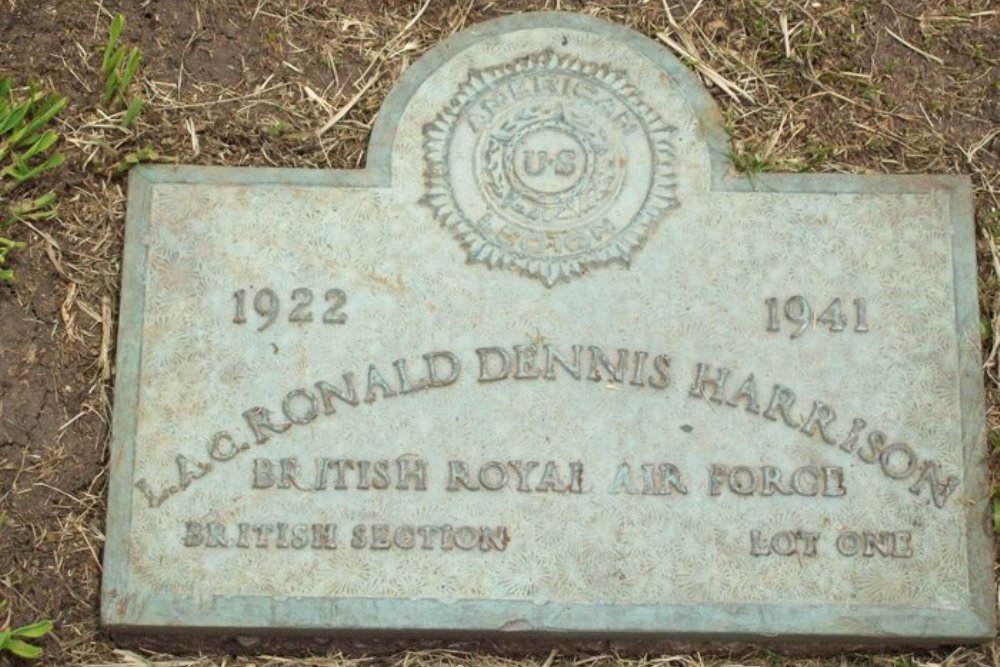 AMERICAN
U·S
LEGION
1922 1941
L.A.C. RONALD DENNIS HARRISON
BRITISH ROYAL AIR FORCE
BRITISH SECTION LOT ONE